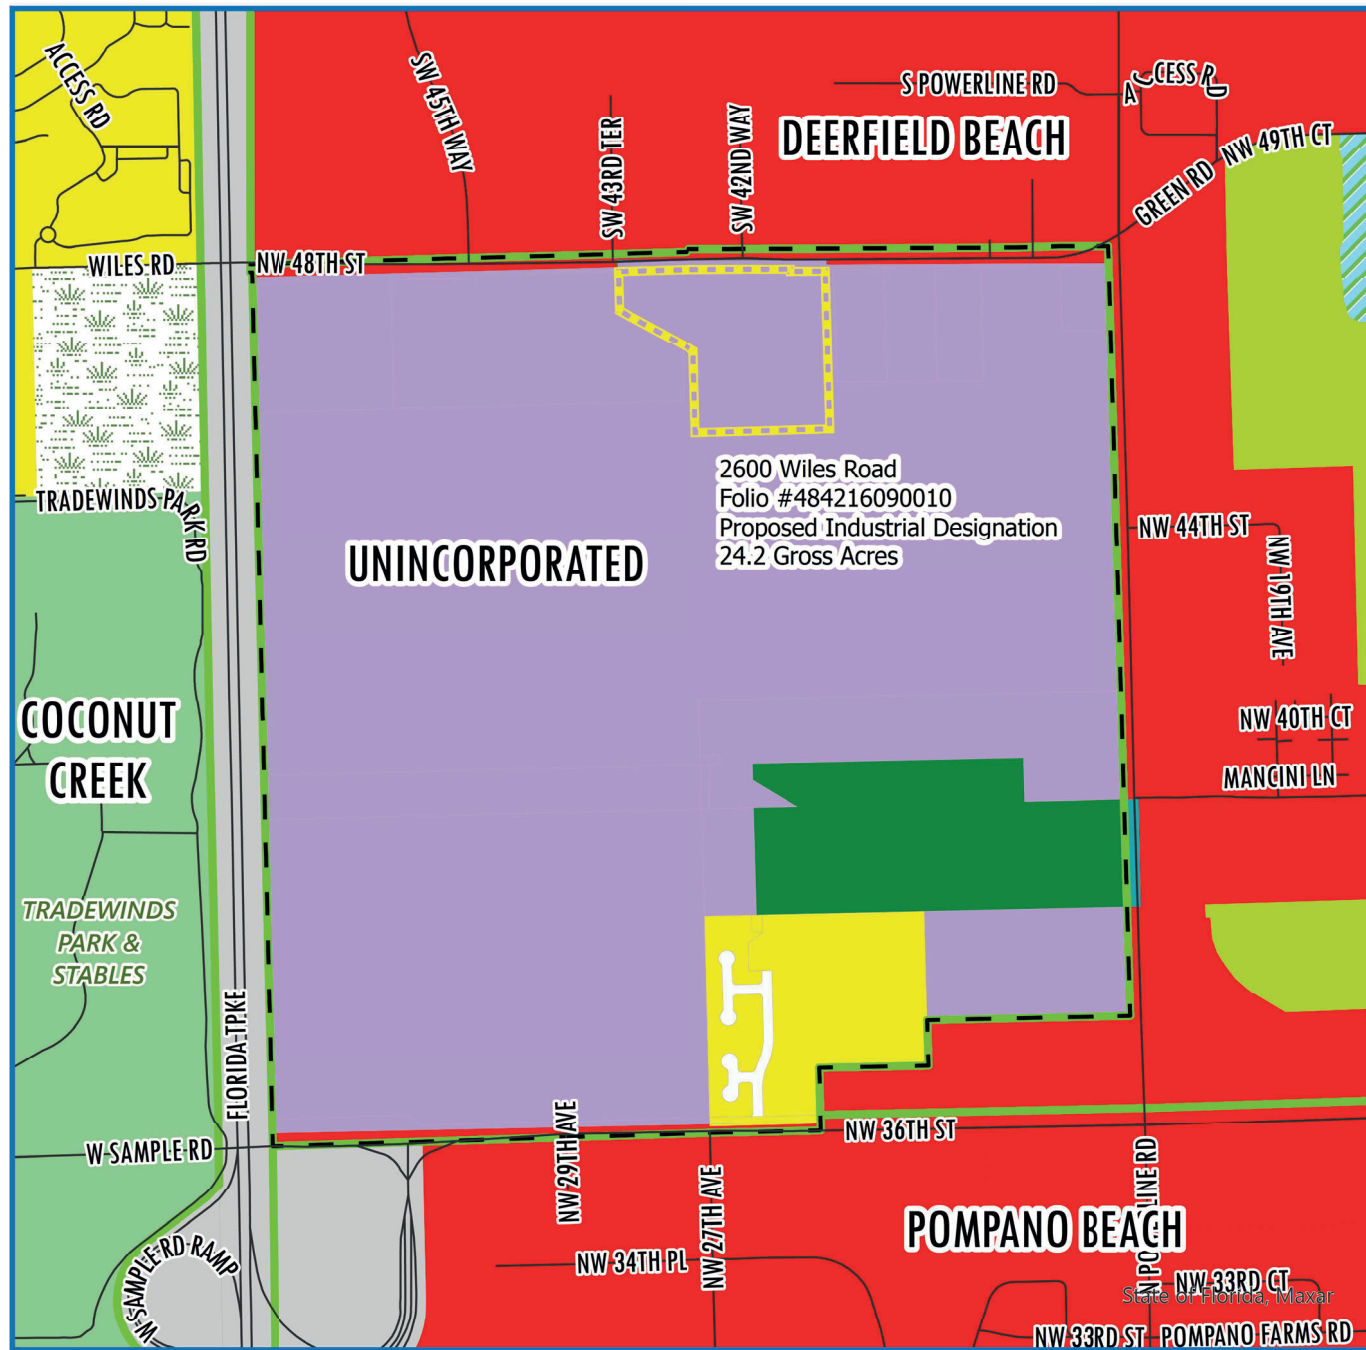 ACCESS RD
SW 45TH WAY
SW 43RD TER
SW 42ND WAY
S POWERLINE RD
ACCESS RD
DEERFIELD BEACH
NW 49TH CT
GREEN RD
WILES RD
NW 48TH ST
2600 Wiles Road
Folio #484216090010
Proposed Industrial Designation
24.2 Gross Acres
TRADEWINDS PARK RD
UNINCORPORATED
NW 44TH ST
NW 19TH AVE
COCONUT
CREEK
NW 40TH CT
MANCINI LN
TRADEWINDS
PARK &
STABLES
FLORIDA TPKE
W SAMPLE RD
NW 29TH AVE
NW 27TH AVE
NW 36TH ST
N POWERLINE RD
POMPANO BEACH
W SAMPLE RD RAMP
NW 34TH PL
NW 33RD CT
State of Florida, Maxar
NW 33RD ST
POMPANO FARMS RD